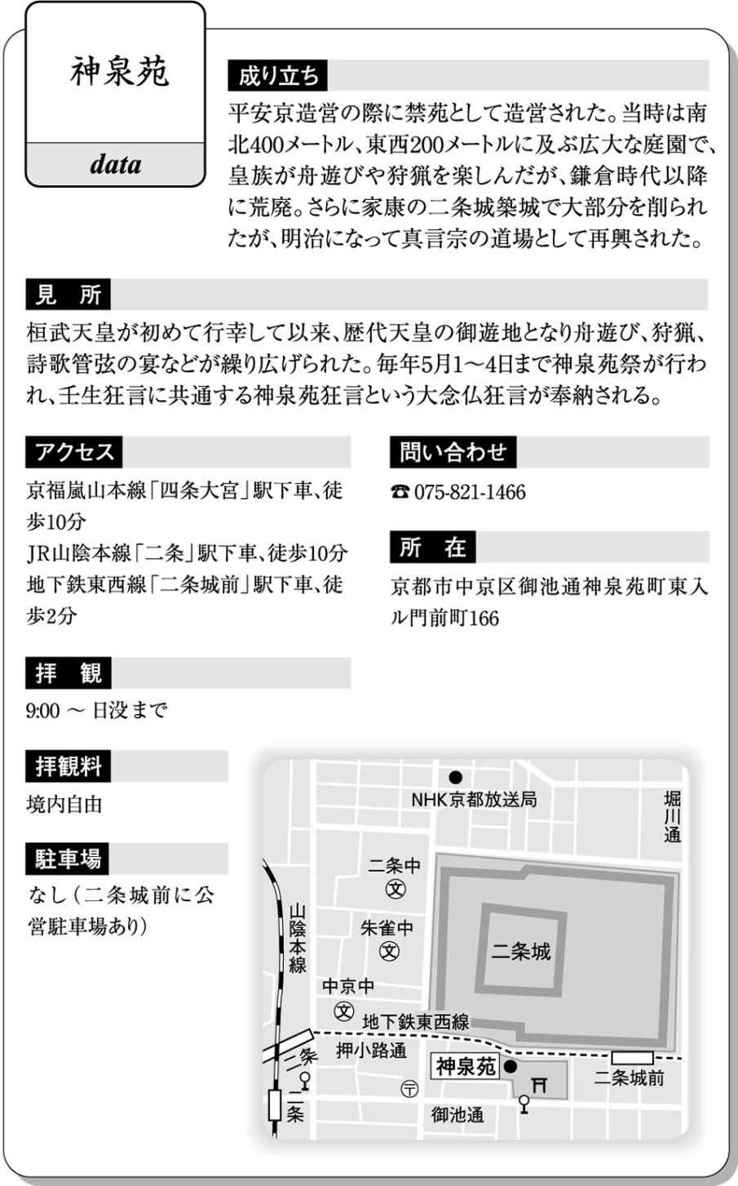 神泉苑
data
成り立ち
平安京造営の際に禁苑として造営された。当時は南
北400メートル、東西200メートルに及ぶ広大な庭園で、
皇族が舟遊びや狩猟を楽しんだが、鎌倉時代以降
に荒廃。さらに家康の二条城築城で大部分を削られ
たが、明治になって真言宗の道場として再興された。
見　所
桓武天皇が初めて行幸して以来、歴代天皇の御遊地となり舟遊び、狩猟、
詩歌管弦の宴などが繰り広げられた。毎年5月1〜4日まで神泉苑祭が行わ
れ、壬生狂言に共通する神泉苑狂言という大念仏狂言が奉納される。
アクセス
京福嵐山本線「四条大宮」駅下車、徒
歩10分
JR山陰本線「二条」駅下車、徒歩10分
地下鉄東西線「二条城前」駅下車、徒
歩2分
問い合わせ
☎075-821-1466
所　在
京都市中京区御池通神泉苑町東入
ル門前町166
拝　観
9:00 〜 日没まで
拝観料
境内自由
駐車場
なし（二条城前に公
営駐車場あり）
NHK京都放送局
堀川通
二条中
文
朱雀中
文
山陰本線
二条城
中京中
文
地下鉄東西線
押小路通
二条
神泉苑
二条城前
〒
二条
御池通